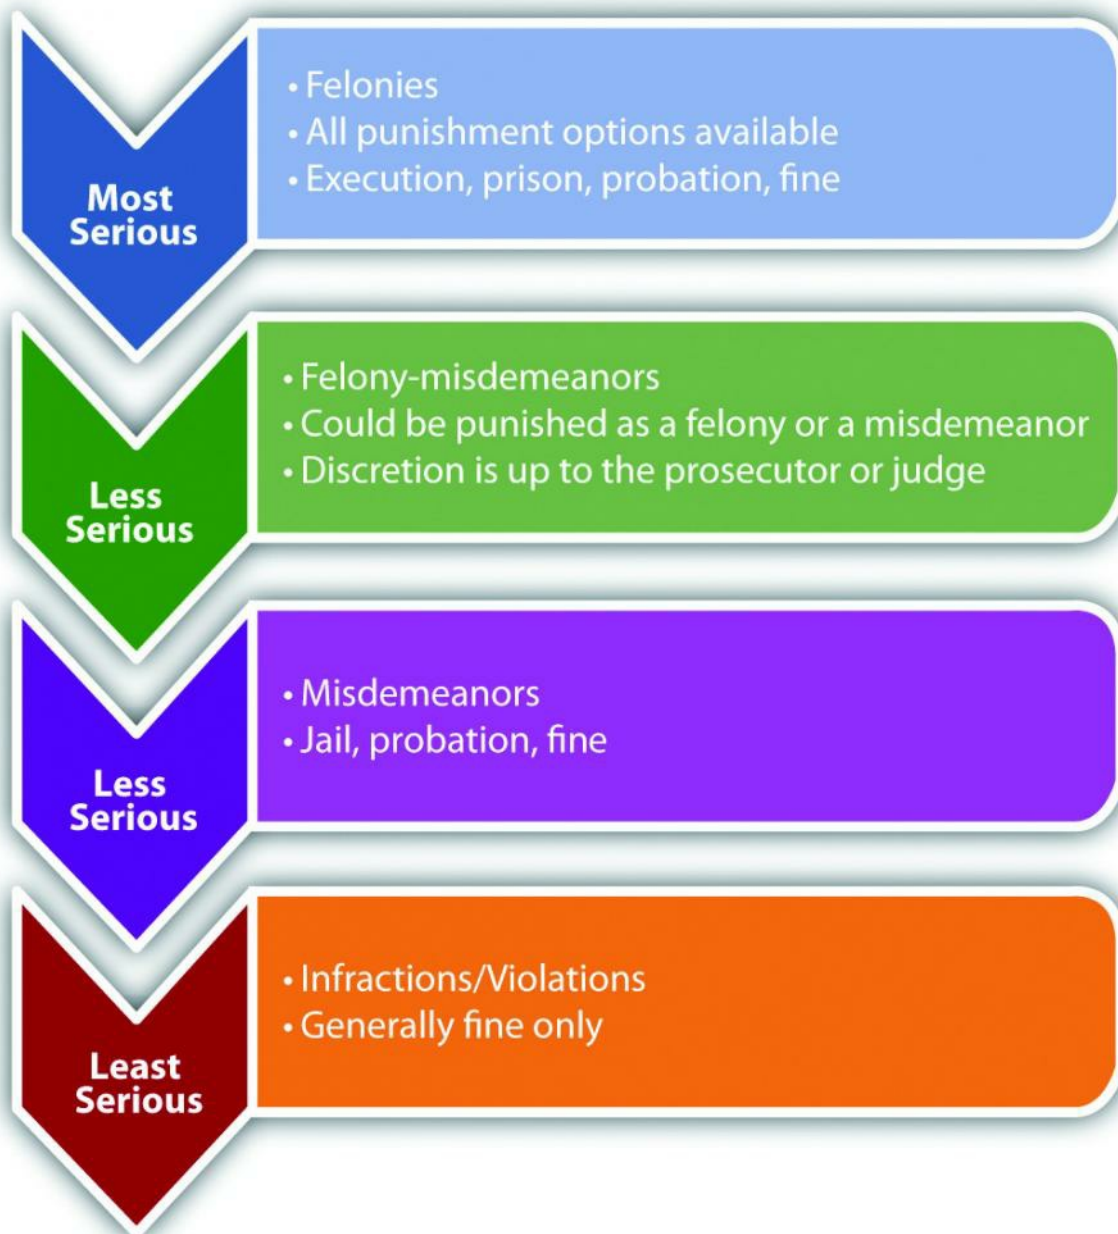 Most
Serious
• Felonies
• All punishment options available
• Execution, prison, probation, fine
Less
Serious
• Felony-misdemeanors
• Could be punished as a felony or a misdemeanor
• Discretion is up to the prosecutor or judge
Less
Serious
• Misdemeanors
• Jail, probation, fine
Least
Serious
• Infractions/Violations
• Generally fine only